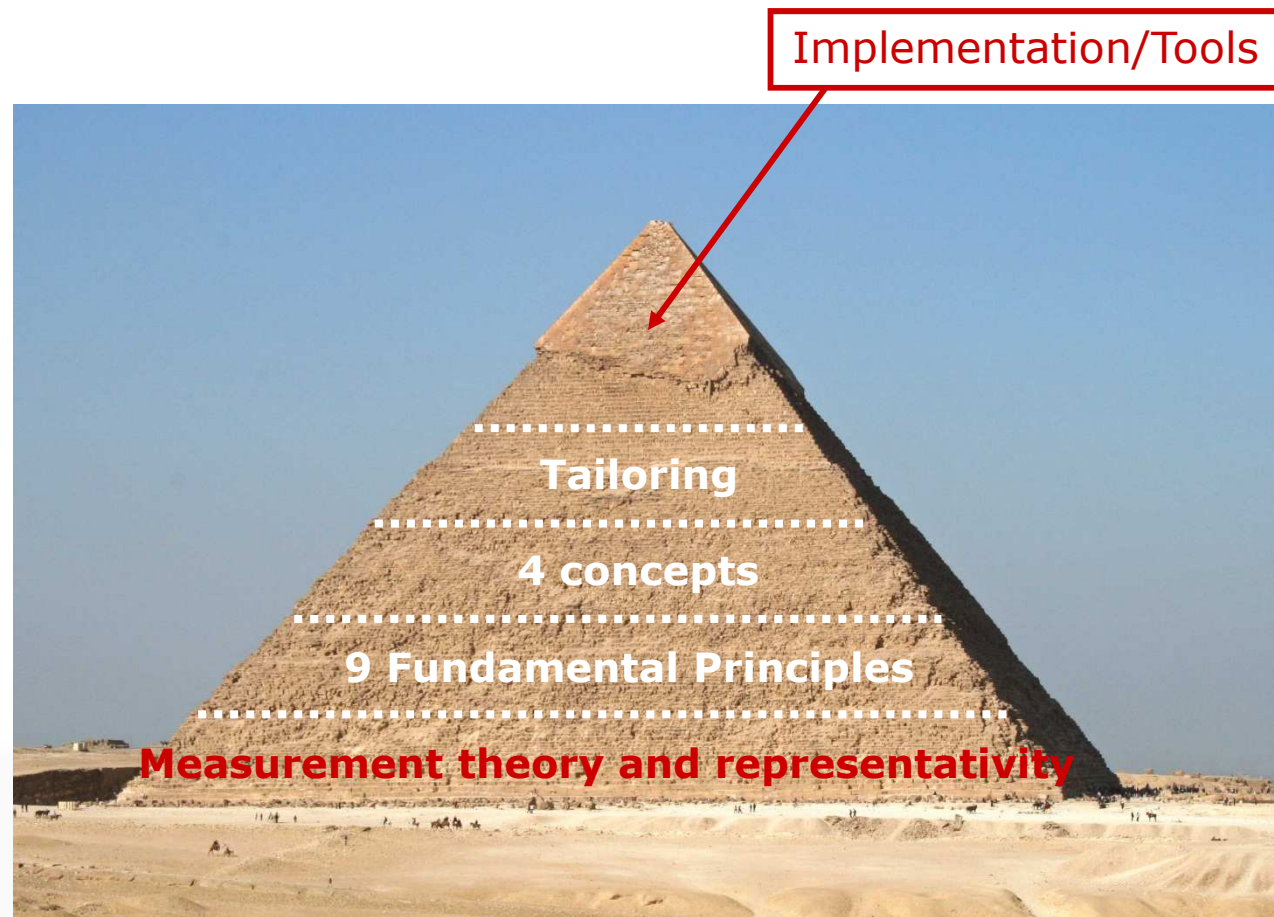 Implementation/Tools
Tailoring
4 concepts
9 Fundamental Principles
Measurement theory and representativity